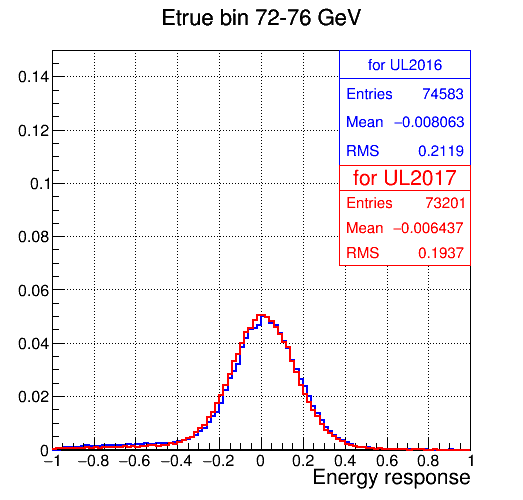 Etrue bin 72-76 GeV
for UL2016
Entries 74583
Mean −0.008063
RMS 0.2119
for UL2017
Entries 73201
Mean −0.006437
RMS 0.1937
0.14
0.12
0.1
0.08
0.06
0.04
0.02
0
−1 −0.8 −0.6 −0.4 −0.2 0 0.2 0.4 0.6 0.8 1
Energy response